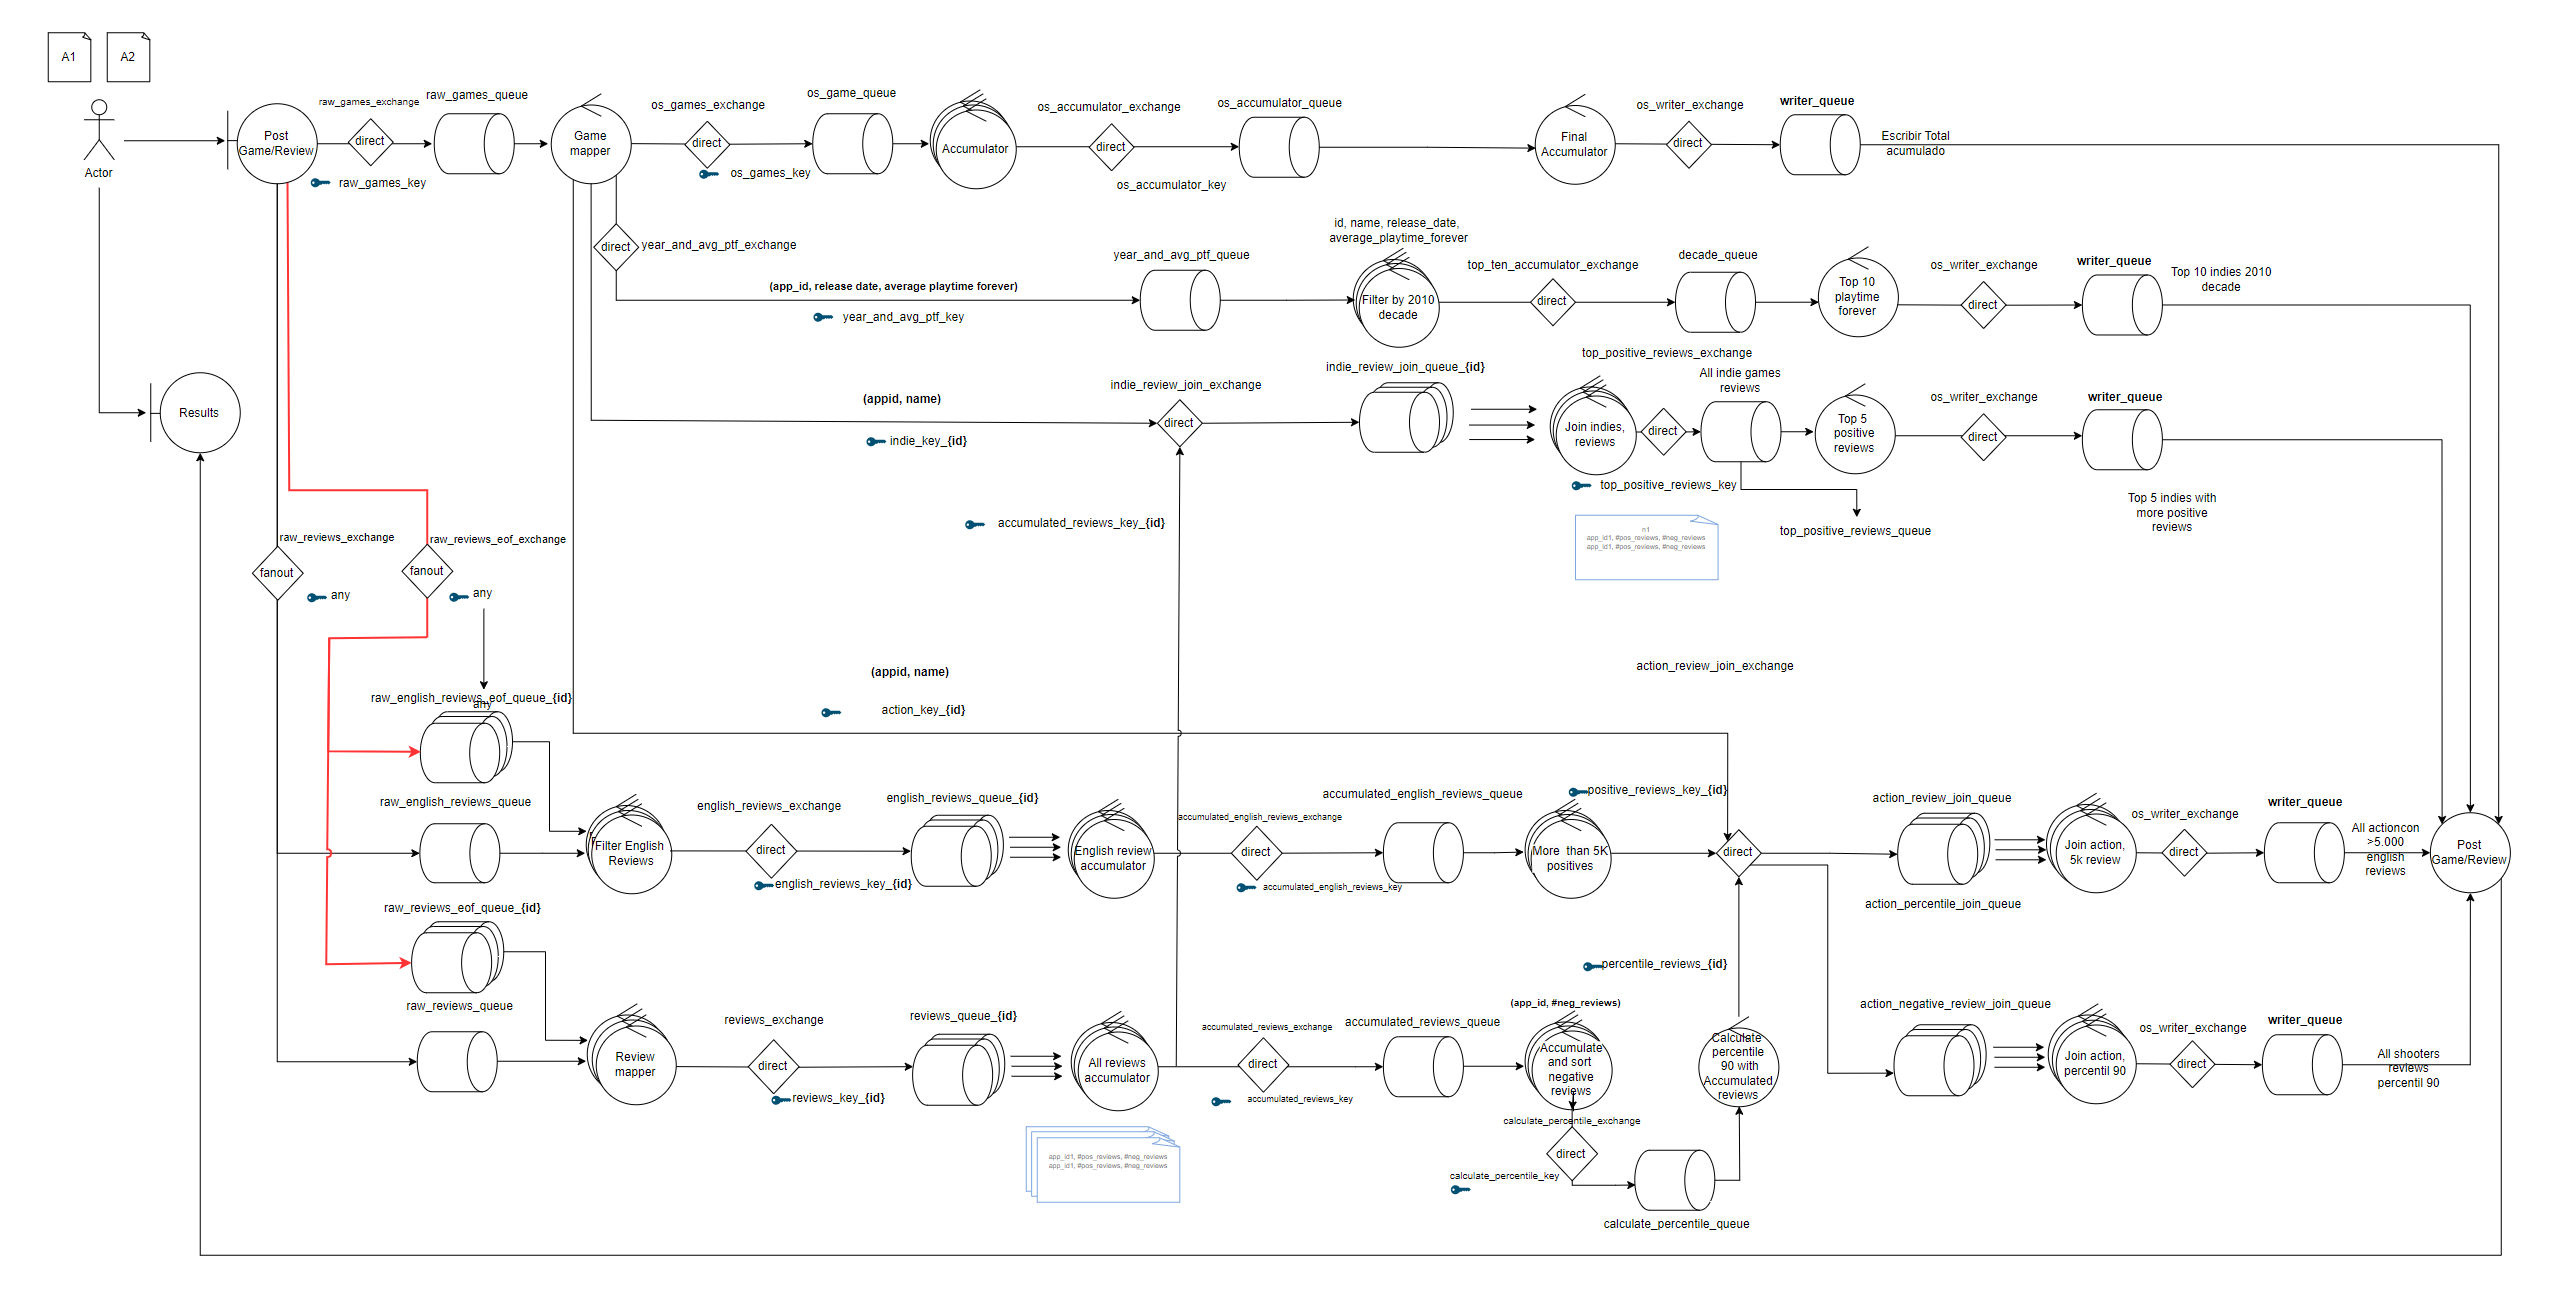 A1
A2
Actor
Post
Game/Review
raw_games_exchange
direct
raw_games_key
raw_games_queue
Game
mapper
os_games_exchange
direct
os_games_key
os_game_queue
Accumulator
os_accumulator_exchange
direct
os_accumulator_key
os_accumulator_queue
Final
Accumulator
os_writer_exchange
direct
writer_queue
Escribir Total
acumulado
direct
year_and_avg_ptf_exchange
(app_id, release date, average playtime forever)
year_and_avg_ptf_key
year_and_avg_ptf_queue
id, name, release_date,
average_playtime_forever
Filter by 2010
decade
top_ten_accumulator_exchange
direct
decade_queue
Top 10
playtime
forever
os_writer_exchange
direct
writer_queue
Top 10 indies 2010
decade
Results
(appid, name)
indie_key_{id}
indie_review_join_exchange
direct
indie_review_join_queue_{id}
Join indies,
reviews
top_positive_reviews_exchange
direct
top_positive_reviews_key
All indie games
reviews
top_positive_reviews_queue
Top 5
positive
reviews
os_writer_exchange
direct
writer_queue
Top 5 indies with
more positive
reviews
n1
app_id1, #pos_reviews, #neg_reviews
app_id1, #pos_reviews, #neg_reviews
accumulated_reviews_key_{id}
raw_reviews_exchange
fanout
any
raw_reviews_eof_exchange
fanout
any
(appid, name)
action_key_{id}
action_review_join_exchange
raw_english_reviews_eof_queue_{id}
any
raw_english_reviews_queue
Filter English
Reviews
english_reviews_exchange
direct
english_reviews_key_{id}
english_reviews_queue_{id}
English review
accumulator
accumulated_english_reviews_exchange
direct
accumulated_english_reviews_key
accumulated_english_reviews_queue
More  than 5K
positives
positive_reviews_key_{id}
direct
action_review_join_queue
action_percentile_join_queue
Join action,
5k review
os_writer_exchange
direct
writer_queue
All actioncon
>5.000
english
reviews
Post
Game/Review
raw_reviews_eof_queue_{id}
raw_reviews_queue
Review
mapper
reviews_exchange
direct
reviews_key_{id}
reviews_queue_{id}
All reviews
accumulator
accumulated_reviews_exchange
direct
accumulated_reviews_key
accumulated_reviews_queue
(app_id, #neg_reviews)
Accumulate
and sort
negative
reviews
percentile_reviews_{id}
Calculate
percentile
90 with
Accumulated
reviews
action_negative_review_join_queue
Join action,
percentil 90
os_writer_exchange
direct
writer_queue
All shooters
reviews
percentil 90
calculate_percentile_exchange
direct
calculate_percentile_key
calculate_percentile_queue
app_id1, #pos_reviews, #neg_reviews
app_id1, #pos_reviews, #neg_reviews